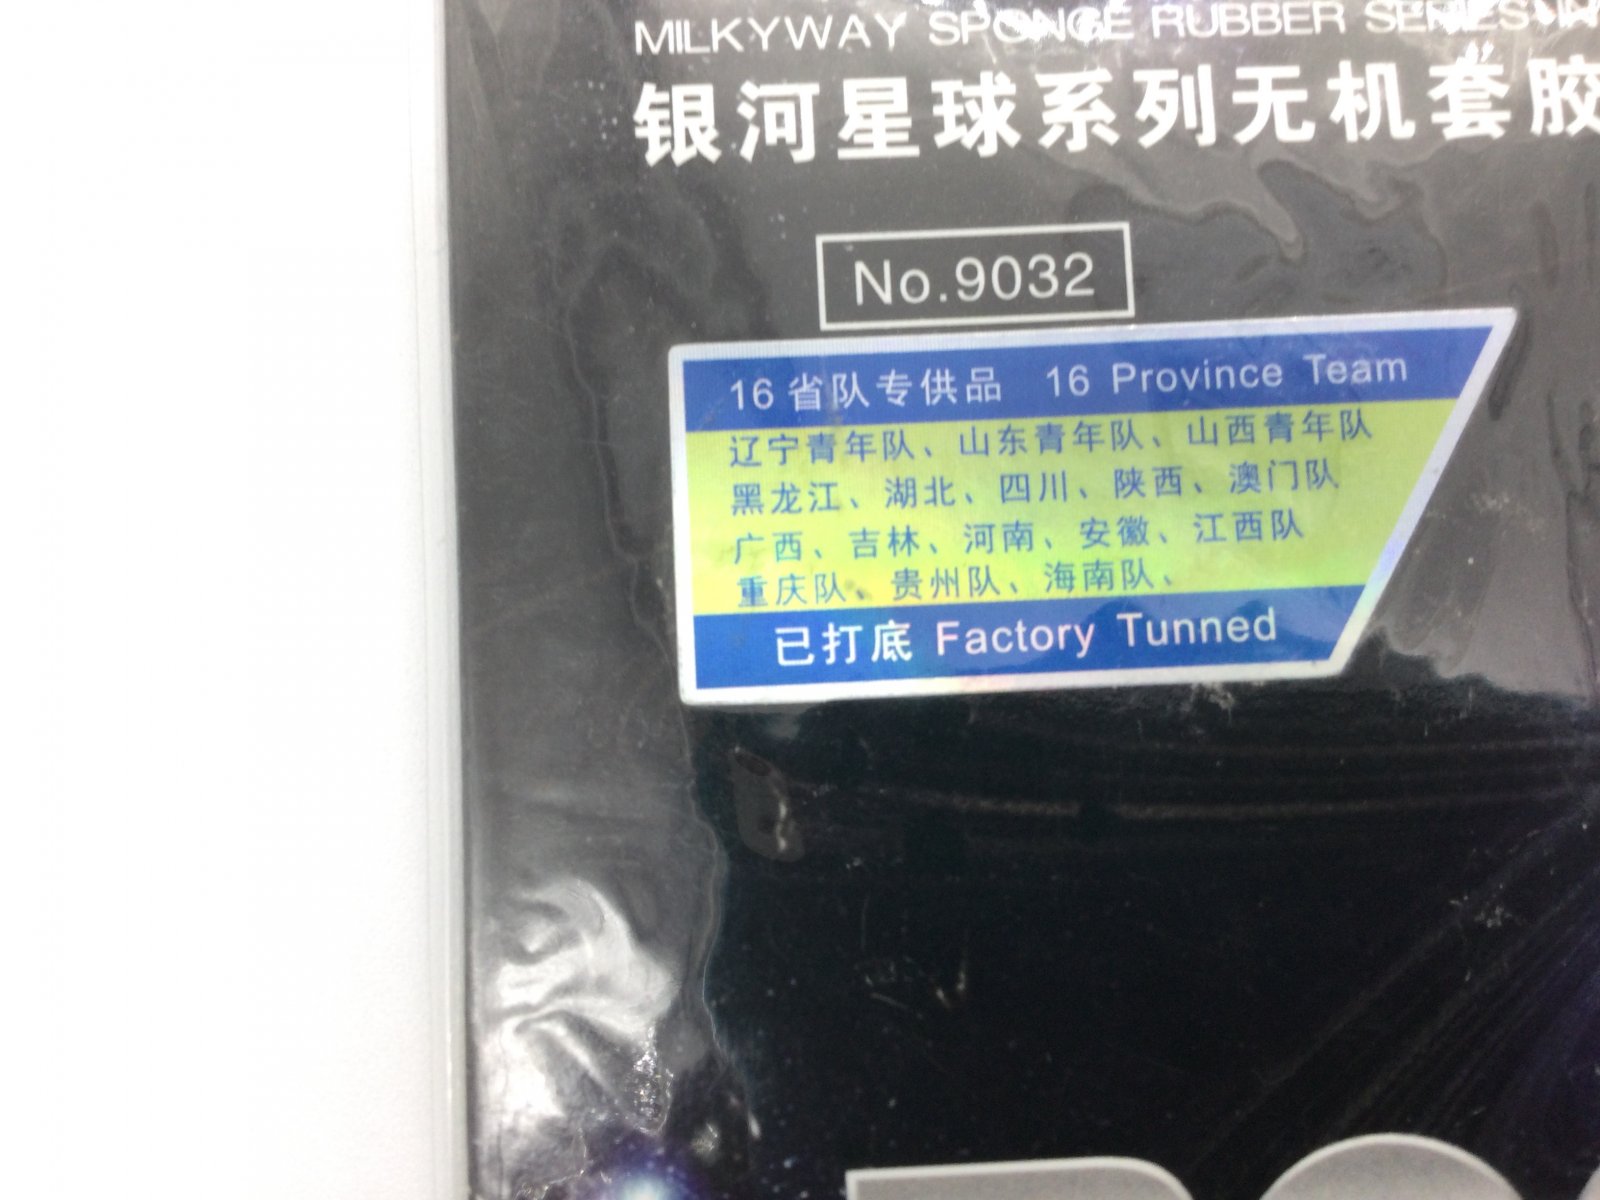 MILKYWAY SPONGE RUBBER SERIES
银河星球系列无机套胶
No.9032
16省队专供品 16 Province Team
辽宁青年队、山东青年队、山西青年队
黑龙江、湖北、四川、陕西、澳门队
广西、吉林、河南、安徽、江西队
重庆队、贵州队、海南队、
已打底 Factory Tunned